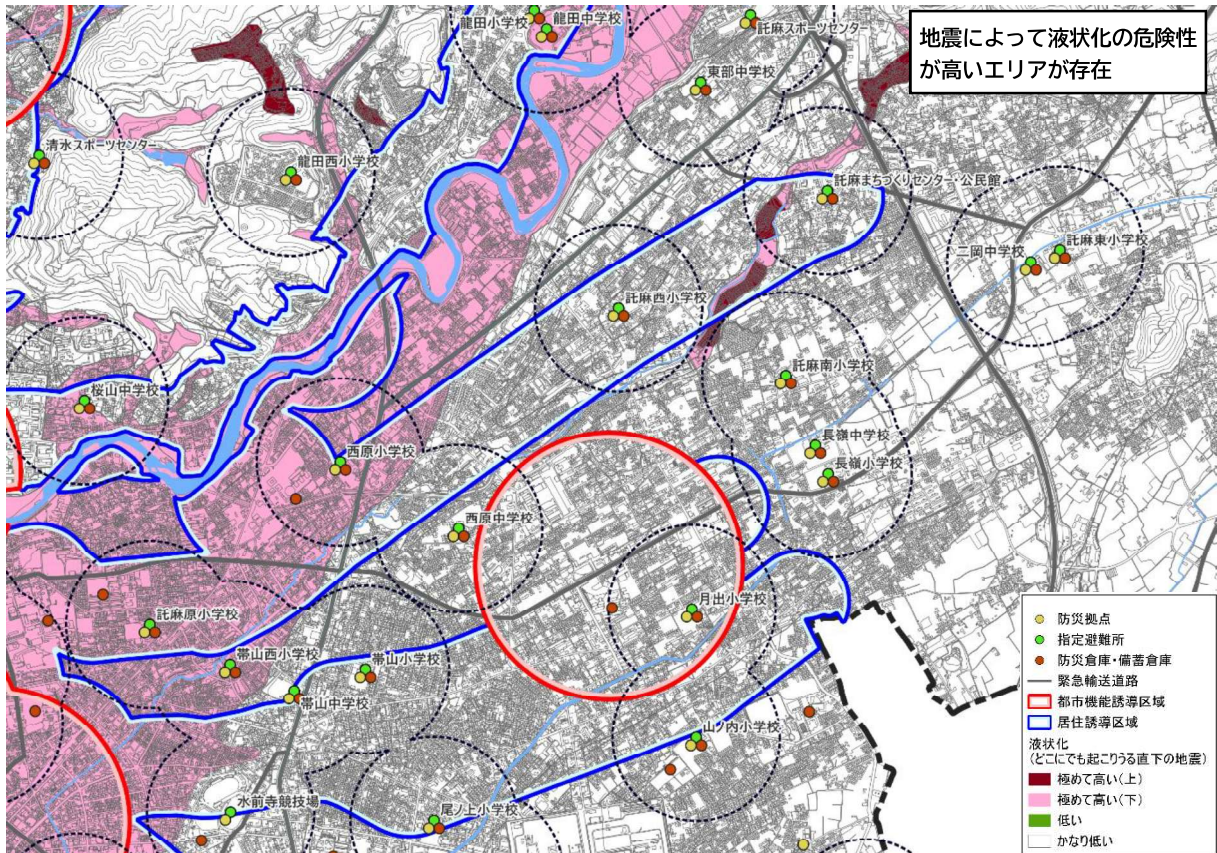 地震によって液状化の危険性
が高いエリアが存在
龍田小学校
龍田中学校
託麻スポーツセンター
東部中学校
清水スポーツセンター
龍田西小学校
託麻まちづくりセンター・公民館
二岡中学校
託麻東小学校
託麻西小学校
託麻南小学校
桜山中学校
長嶺中学校
西原小学校
長嶺小学校
西原中学校
月出小学校
託麻原小学校
帯山西小学校
帯山小学校
帯山中学校
山ノ内小学校
水前寺競技場
尾ノ上小学校
防災拠点
指定避難所
防災倉庫・備蓄倉庫
緊急輸送道路
都市機能誘導区域
居住誘導区域
液状化
(どこにでも起こりうる直下の地震)
極めて高い(上)
極めて高い(下)
低い
かなり低い